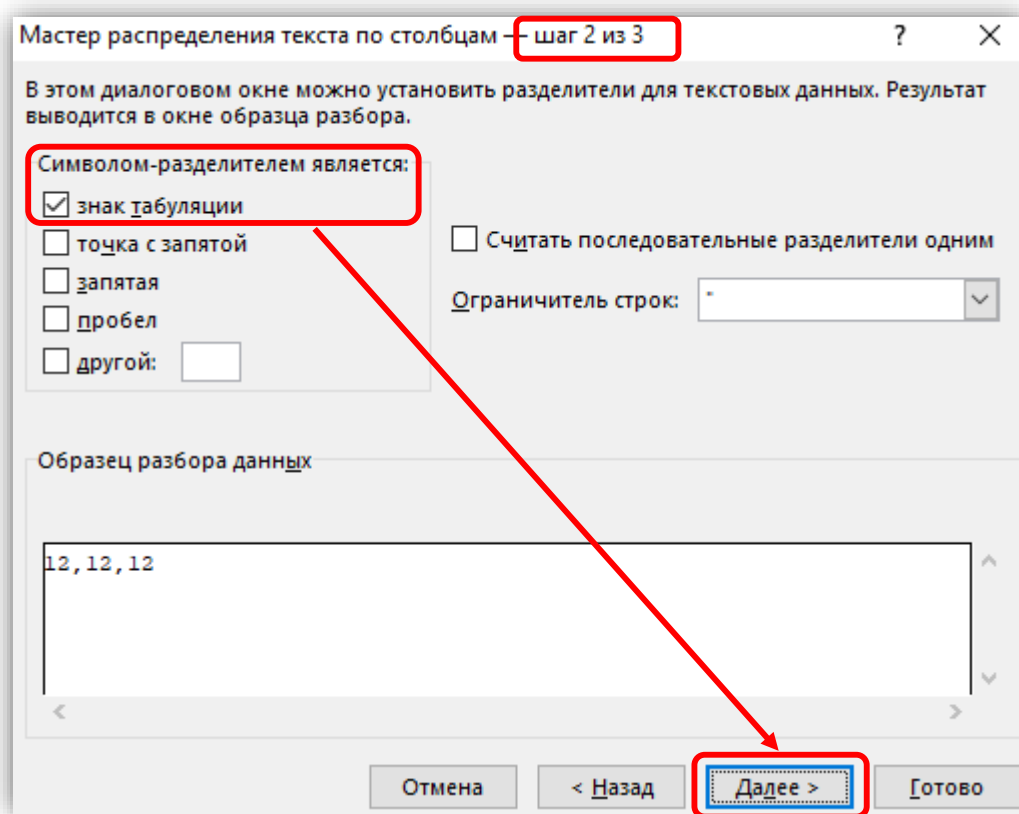 Мастер распределения текста по столбцам — шаг 2 из 3 ?
В этом диалоговом окне можно установить разделители для текстовых данных. Результат
выводится в окне образца разбора.
Символом-разделителем является:
знак табуляции
точка с запятой
запятая
пробел
другой:
Считать последовательные разделители одним
Ограничитель строк: "
Образец разбора данных
12,12,12
Отмена
< Назад
Далее >
Готово